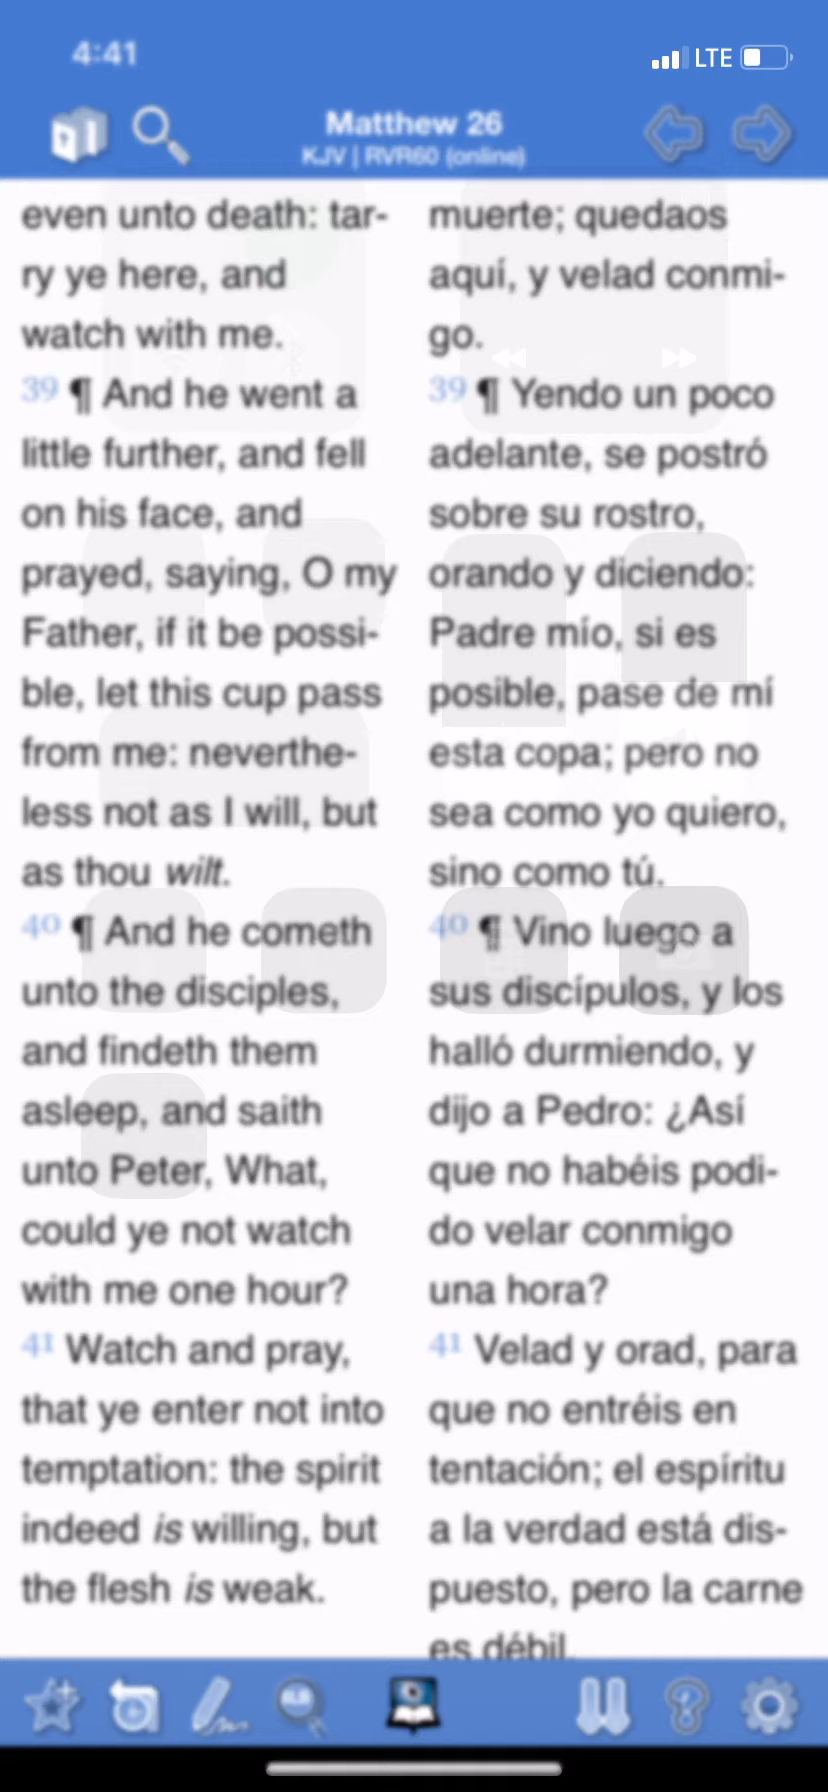 4:41
LTE
Matthew 26
KJV | RVR60 (online)
even unto death: tar-
ry ye here, and
watch with me.
39 ¶ And he went a
little further, and fell
on his face, and
prayed, saying, O my
Father, if it be possi-
ble, let this cup pass
from me: neverthe-
less not as I will, but
as thou wilt.
40 ¶ And he cometh
unto the disciples,
and findeth them
asleep, and saith
unto Peter, What,
could ye not watch
with me one hour?
41 Watch and pray,
that ye enter not into
temptation: the spirit
indeed is willing, but
the flesh is weak.
muerte; quedaos
aquí, y velad conmi-
go.
39 ¶ Yendo un poco
adelante, se postró
sobre su rostro,
orando y diciendo:
Padre mío, si es
posible, pase de mí
esta copa; pero no
sea como yo quiero,
sino como tú.
40 ¶ Vino luego a
sus discípulos, y los
halló durmiendo, y
dijo a Pedro: ¿Así
que no habéis podi-
do velar conmigo
una hora?
41 Velad y orad, para
que no entréis en
tentación; el espíritu
a la verdad está dis-
puesto, pero la carne
es débil.